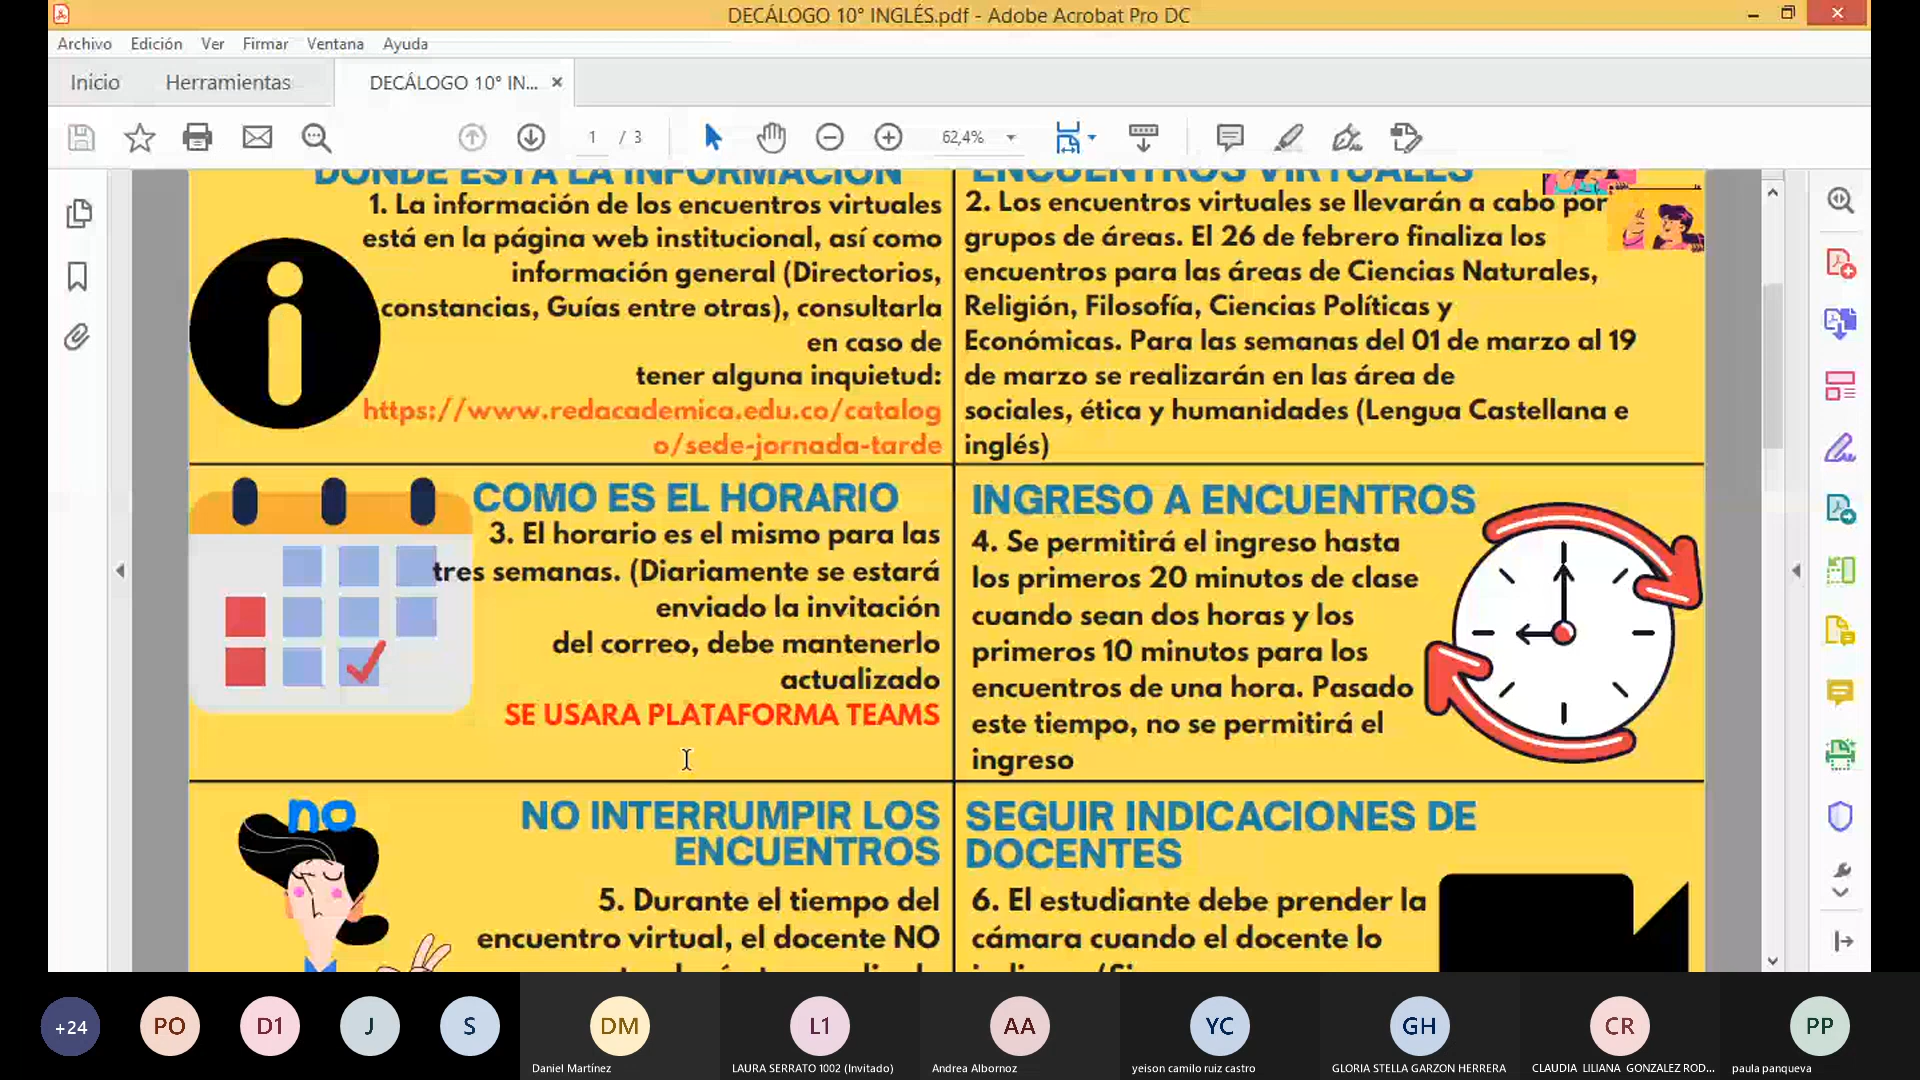 DECÁLOGO 10° INGLÉS.pdf - Adobe Acrobat Pro DC
Archivo Edición Ver Firmar Ventana Ayuda
Inicio Herramientas DECÁLOGO 10° IN... ×
1 / 3 62,4%
DONDE ESTA LA INFORMACION
1. La información de los encuentros virtuales
está en la página web institucional, así como
información general (Directorios,
constancias, Guías entre otras), consultarla
en caso de
tener alguna inquietud:
https://www.redacademica.edu.co/catalog
o/sede-jornada-tarde
ENCUENTROS VIRTUALES
2. Los encuentros virtuales se llevarán a cabo por
grupos de áreas. El 26 de febrero finaliza los
encuentros para las áreas de Ciencias Naturales,
Religión, Filosofía, Ciencias Políticas y
Económicas. Para las semanas del 01 de marzo al 19
de marzo se realizarán en las área de
sociales, ética y humanidades (Lengua Castellana e
inglés)
COMO ES EL HORARIO
3. El horario es el mismo para las
tres semanas. (Diariamente se estará
enviado la invitación
del correo, debe mantenerlo
actualizado
SE USARA PLATAFORMA TEAMS
INGRESO A ENCUENTROS
4. Se permitirá el ingreso hasta
los primeros 20 minutos de clase
cuando sean dos horas y los
primeros 10 minutos para los
encuentros de una hora. Pasado
este tiempo, no se permitirá el
ingreso
no
NO INTERRUMPIR LOS
ENCUENTROS
5. Durante el tiempo del
encuentro virtual, el docente NO
SEGUIR INDICACIONES DE
DOCENTES
6. El estudiante debe prender la
cámara cuando el docente lo
+24 PO D1 J S DM L1 AA YC GH CR PP
Daniel Martínez LAURA SERRATO 1002 (Invitado) Andrea Albornoz yeison camilo ruiz castro GLORIA STELLA GARZON HERRERA CLAUDIA LILIANA GONZALEZ ROD... paula panqueva